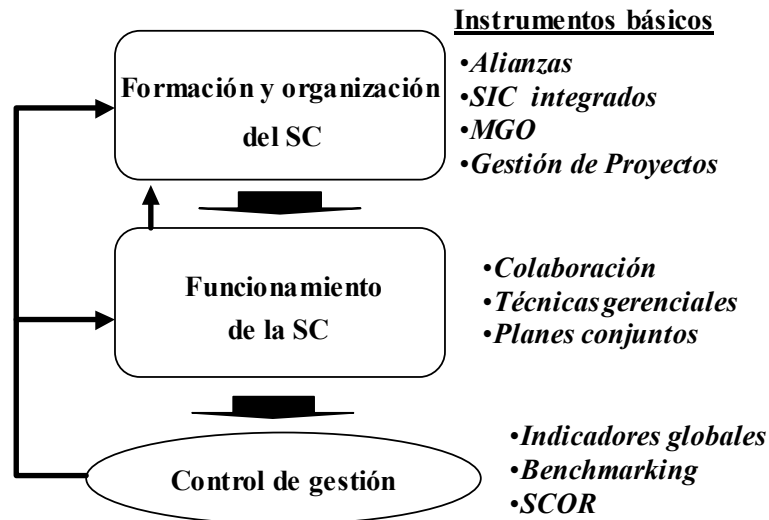 Instrumentos básicos
Formación y organización
del SC
•Alianzas
•SIC integrados
•MGO
•Gestión de Proyectos
Funcionamiento
de la SC
•Colaboración
•Técnicas gerenciales
•Planes conjuntos
Control de gestión
•Indicadores globales
•Benchmarking
•SCOR